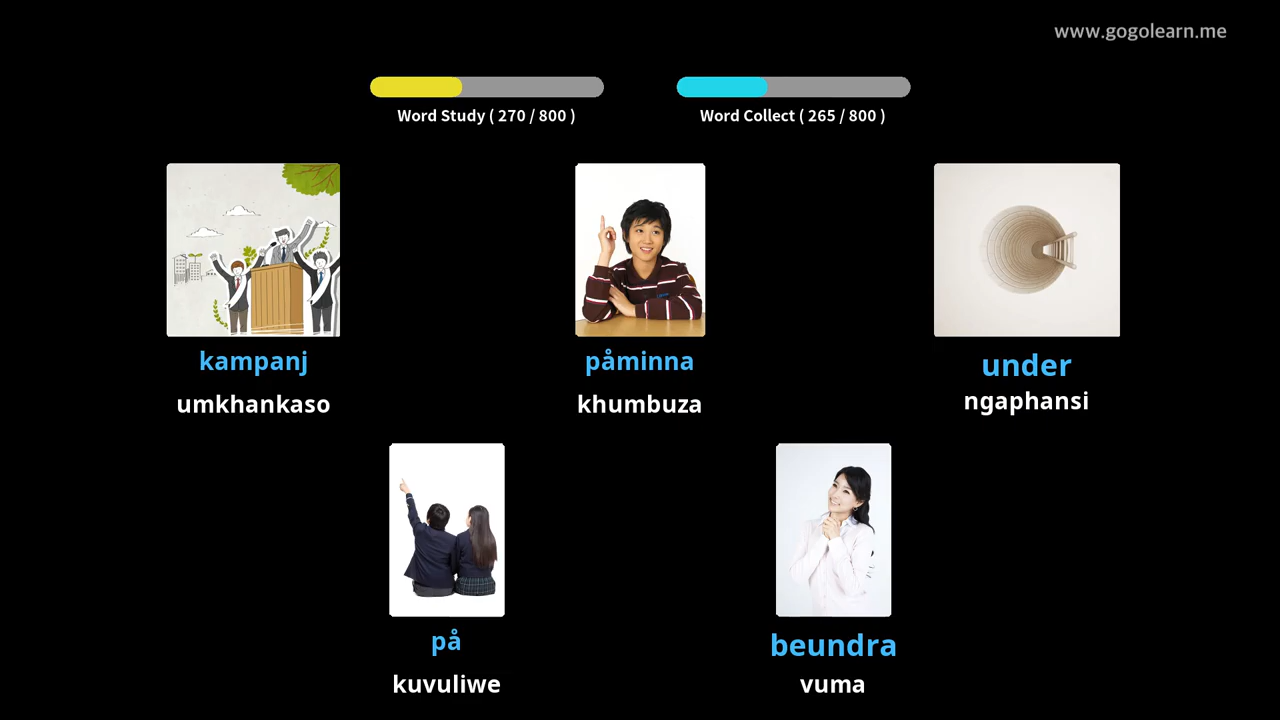 www.gogolearn.me
Word Study ( 270 / 800 )
Word Collect ( 265 / 800 )
kampanj
umkhankaso
påminna
khumbuza
under
ngaphansi
på
kuvuliwe
beundra
vuma